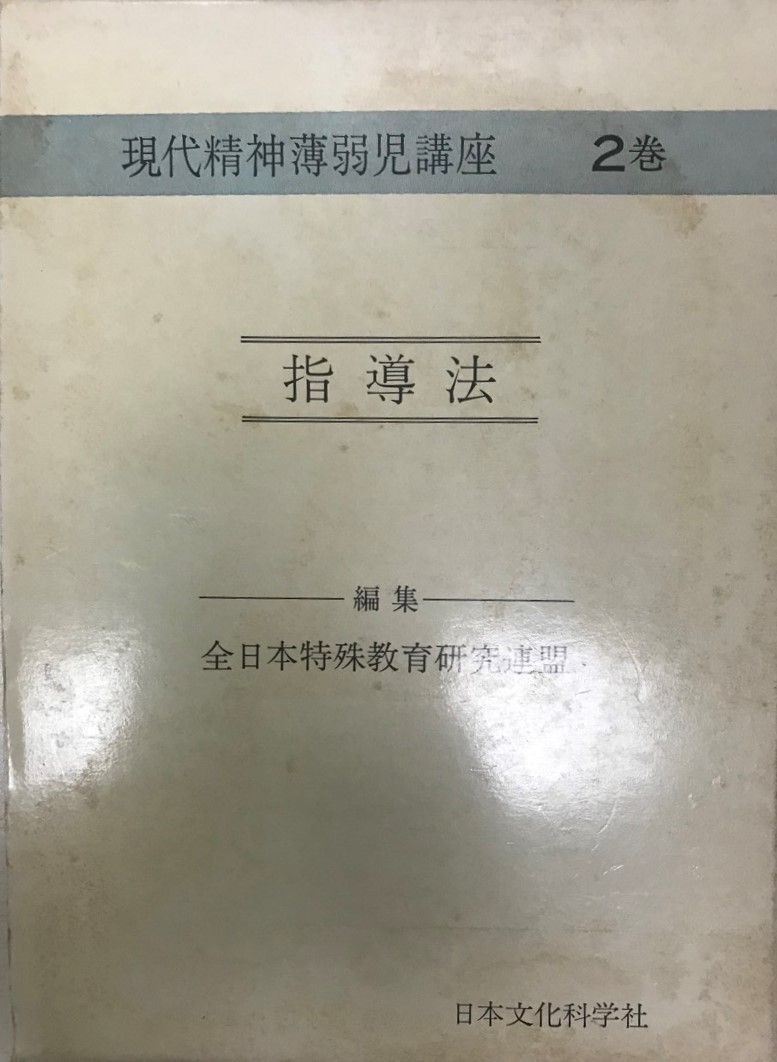 現代精神薄弱児講座 2巻
指導法
編集
全日本特殊教育研究連盟
日本文化科学社